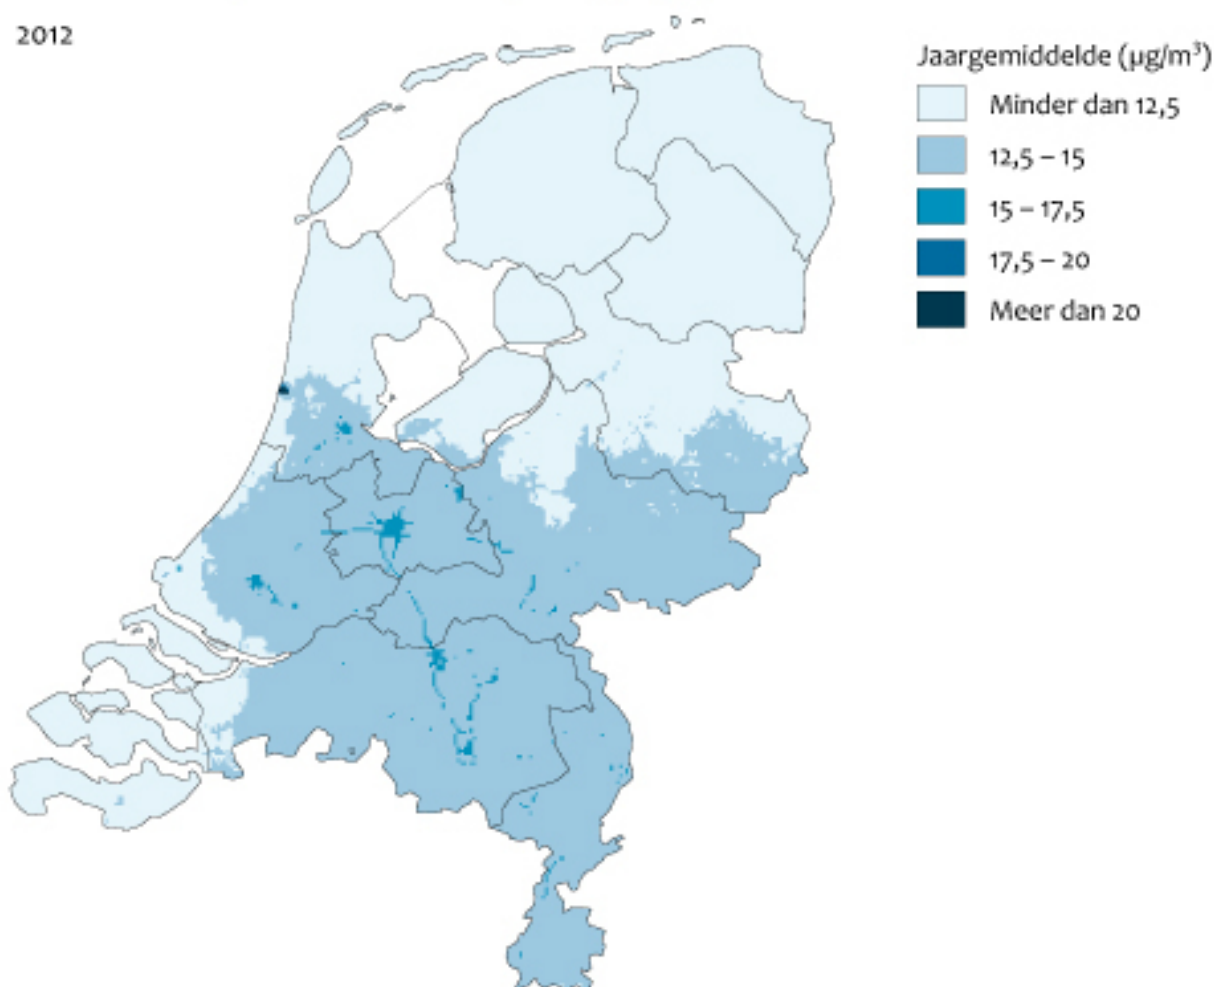 2012
Jaargemiddelde (µg/m³)
Minder dan 12,5
12,5 – 15
15 – 17,5
17,5 – 20
Meer dan 20